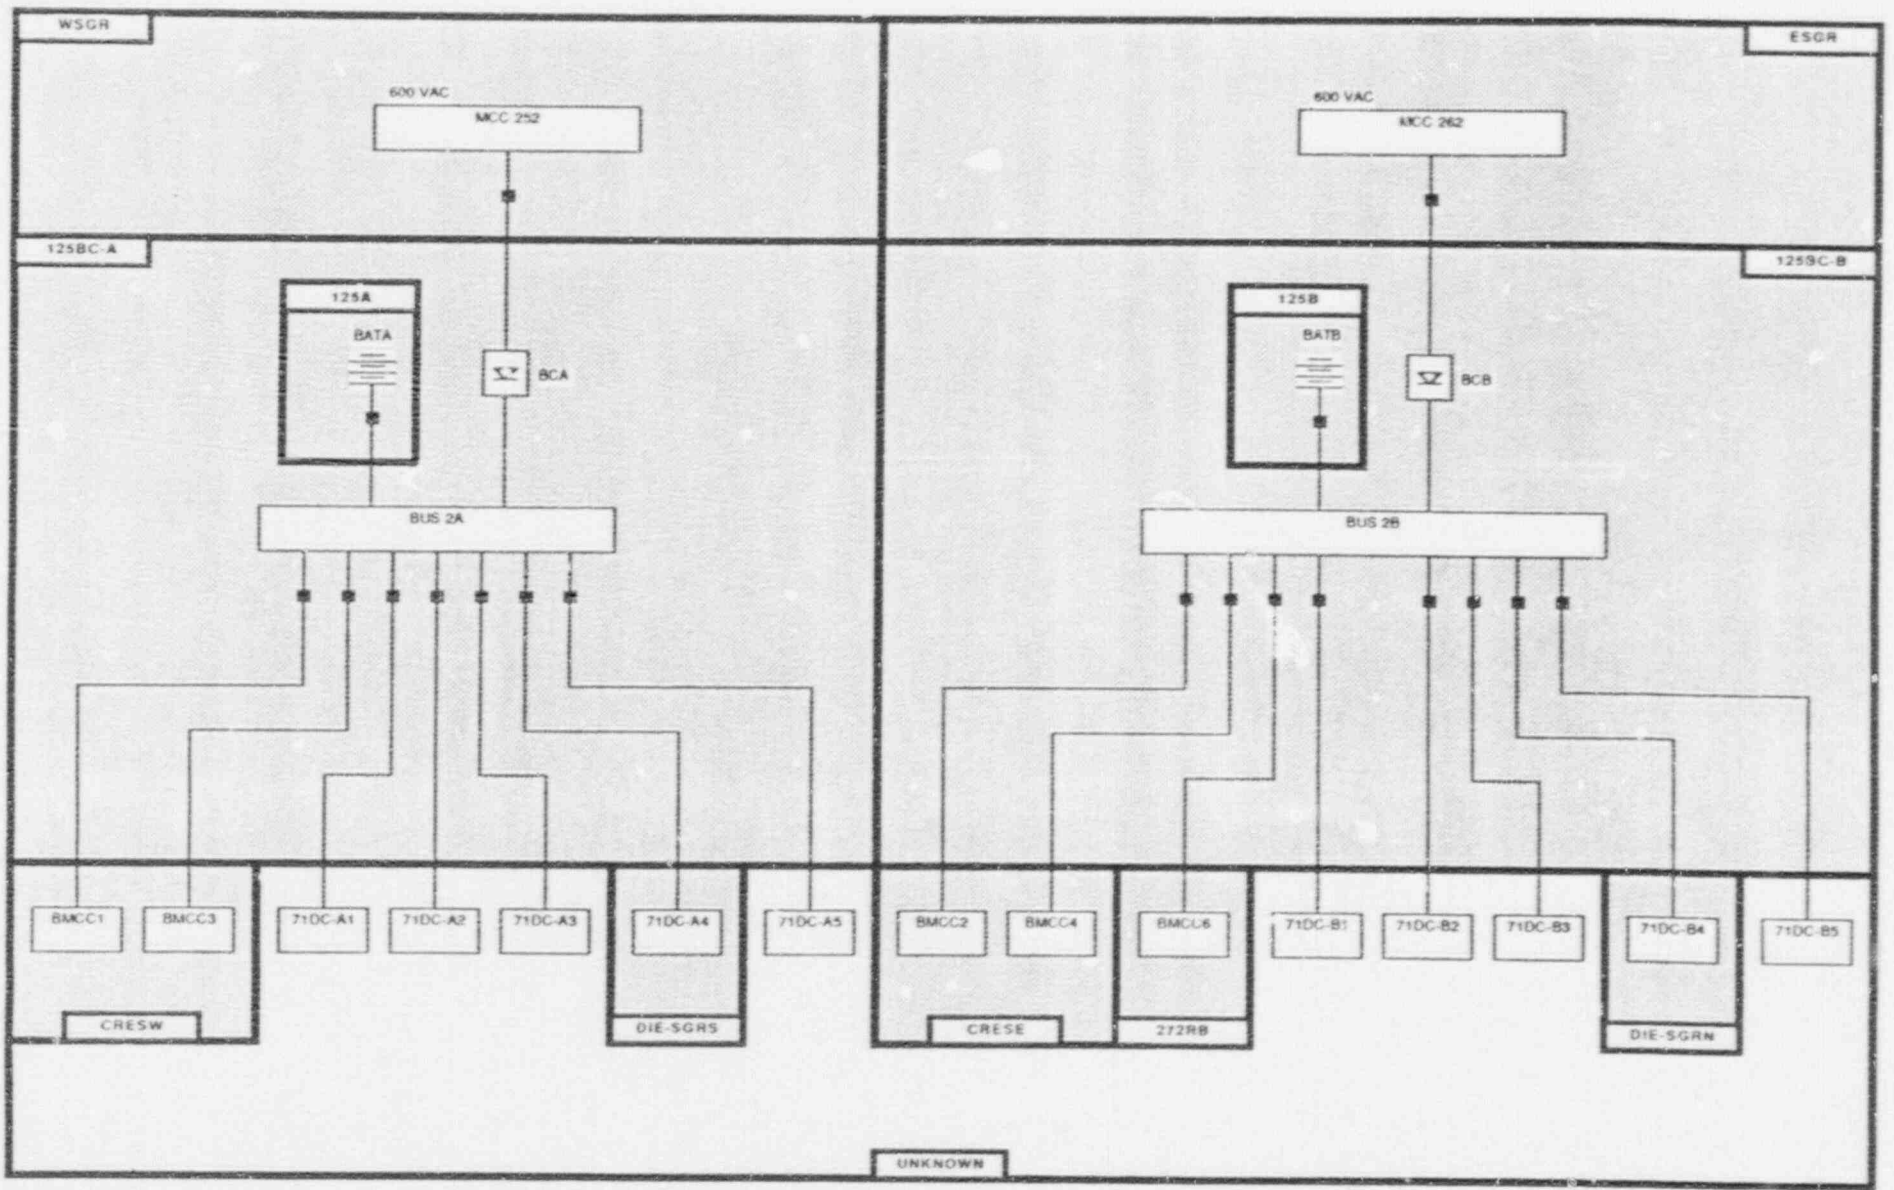 WSGR
ESGR
600 VAC
MCC 252
600 VAC
MCC 262
125BC-A
125BC-B
125A
BATA
BCA
125B
BATB
BCB
BUS 2A
BUS 2B
BMCC1
BMCC3
71DC-A1
71DC-A2
71DC-A3
71DC-A4
71DC-A5
BMCC2
BMCC4
BMCC6
71DC-B1
71DC-B2
71DC-B3
71DC-B4
71DC-B5
CRESW
DIE-SGRS
CRESE
272RB
DIE-SGRN
UNKNOWN